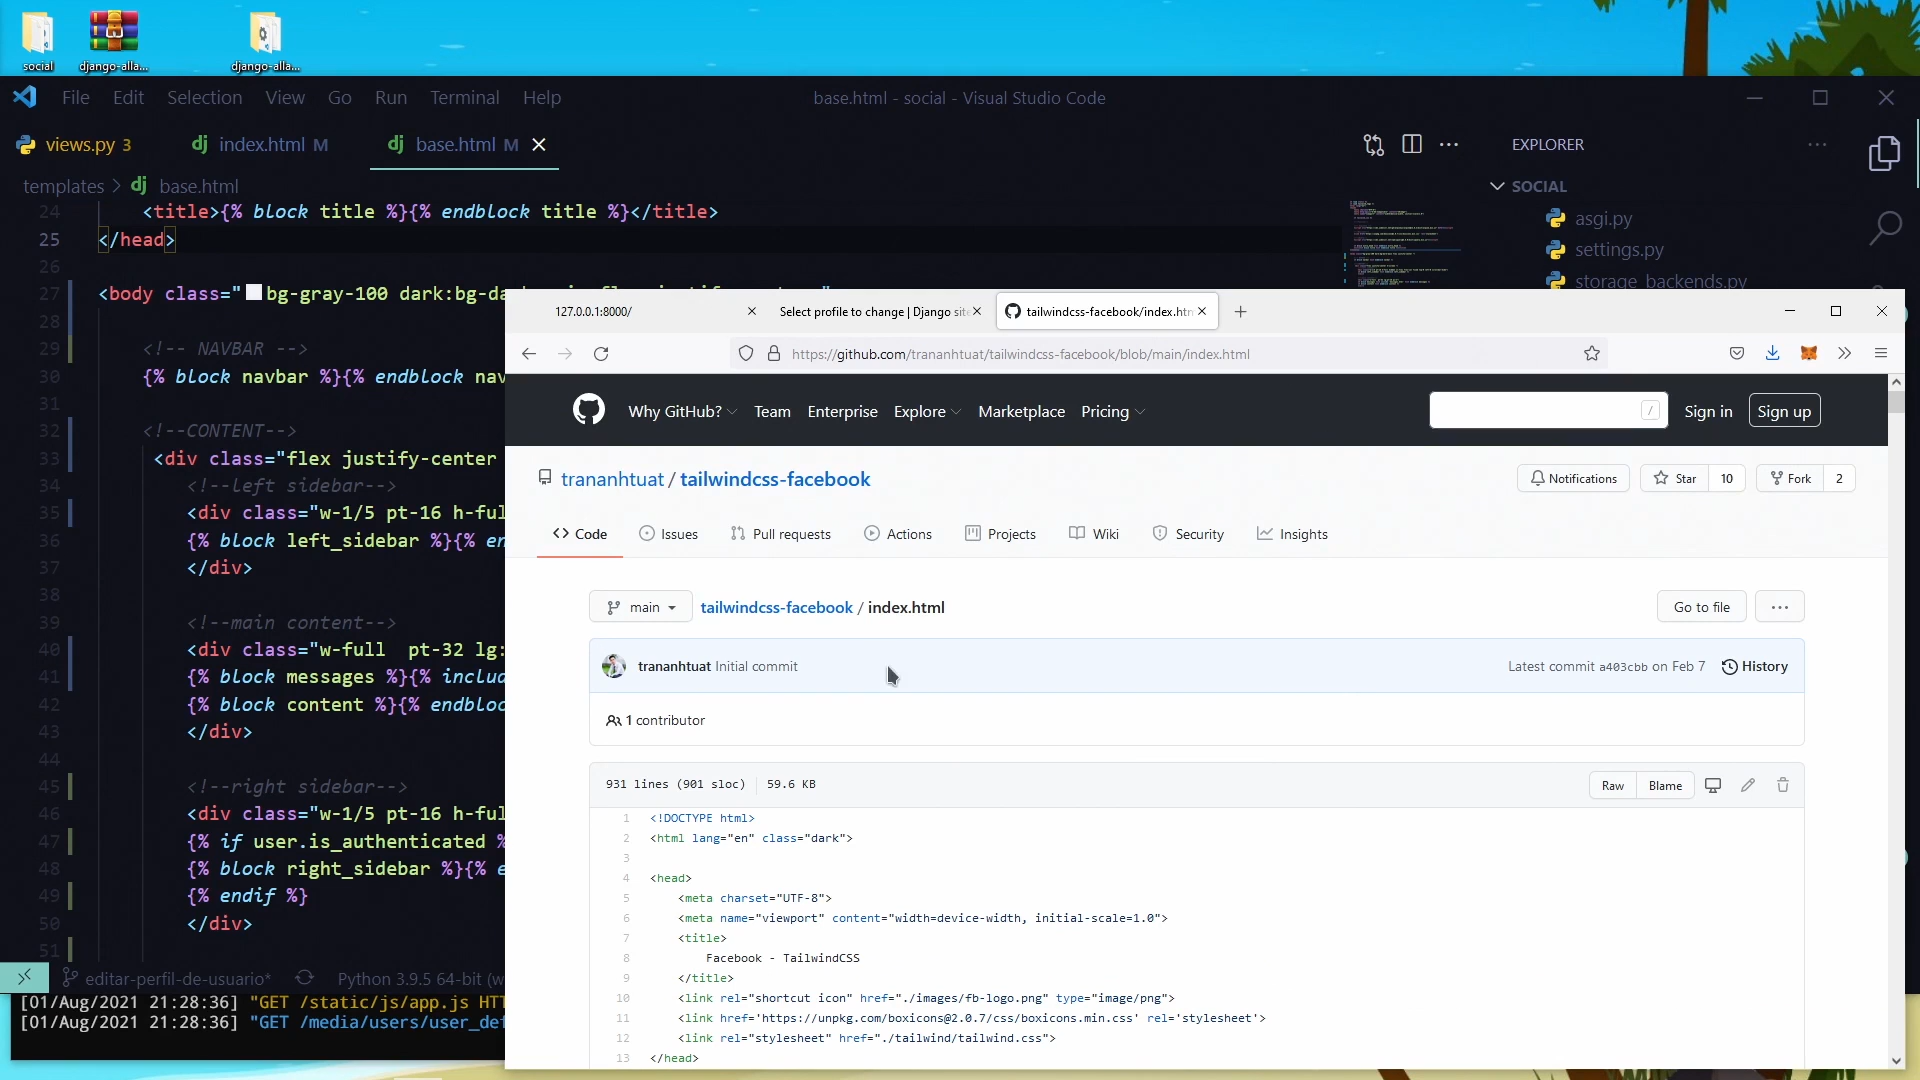 social
django-alla...
django-alla...
File Edit Selection View Go Run Terminal Help
base.html - social - Visual Studio Code
views.py 3
index.html M
base.html M
EXPLORER
templates > base.html
SOCIAL
asgi.py
settings.py
storage_backends.py
24 <title>{% block title %}{% endblock title %}</title>
25 </head>
26
27 <body class="bg-gray-100 dark:bg-da
28
29 <!-- NAVBAR -->
30 {% block navbar %}{% endblock nav
31
32 <!--CONTENT-->
33 <div class="flex justify-center
34 <!--left sidebar-->
35 <div class="w-1/5 pt-16 h-ful
36 {% block left_sidebar %}{% en
37 </div>
38
39 <!--main content-->
40 <div class="w-full  pt-32 lg:
41 {% block messages %}{% includ
42 {% block content %}{% endbloc
43 </div>
44
45 <!--right sidebar-->
46 <div class="w-1/5 pt-16 h-ful
47 {% if user.is_authenticated %
48 {% block right_sidebar %}{% e
49 {% endif %}
50 </div>
51
editar-perfil-de-usuario* Python 3.9.5 64-bit (w
[01/Aug/2021 21:28:36] "GET /static/js/app.js HTT
[01/Aug/2021 21:28:36] "GET /media/users/user_def
127.0.0.1:8000/
Select profile to change | Django site
tailwindcss-facebook/index.htm
https://github.com/trananhtuat/tailwindcss-facebook/blob/main/index.html
Why GitHub? Team Enterprise Explore Marketplace Pricing
/
Sign in Sign up
trananhtuat / tailwindcss-facebook
Notifications Star 10 Fork 2
Code Issues Pull requests Actions Projects Wiki Security Insights
main tailwindcss-facebook / index.html
Go to file
trananhtuat Initial commit
Latest commit a403cbb on Feb 7 History
1 contributor
931 lines (901 sloc) 59.6 KB
Raw Blame
1 <!DOCTYPE html>
2 <html lang="en" class="dark">
3
4 <head>
5 <meta charset="UTF-8">
6 <meta name="viewport" content="width=device-width, initial-scale=1.0">
7 <title>
8 Facebook - TailwindCSS
9 </title>
10 <link rel="shortcut icon" href="./images/fb-logo.png" type="image/png">
11 <link href='https://unpkg.com/boxicons@2.0.7/css/boxicons.min.css' rel='stylesheet'>
12 <link rel="stylesheet" href="./tailwind/tailwind.css">
13 </head>